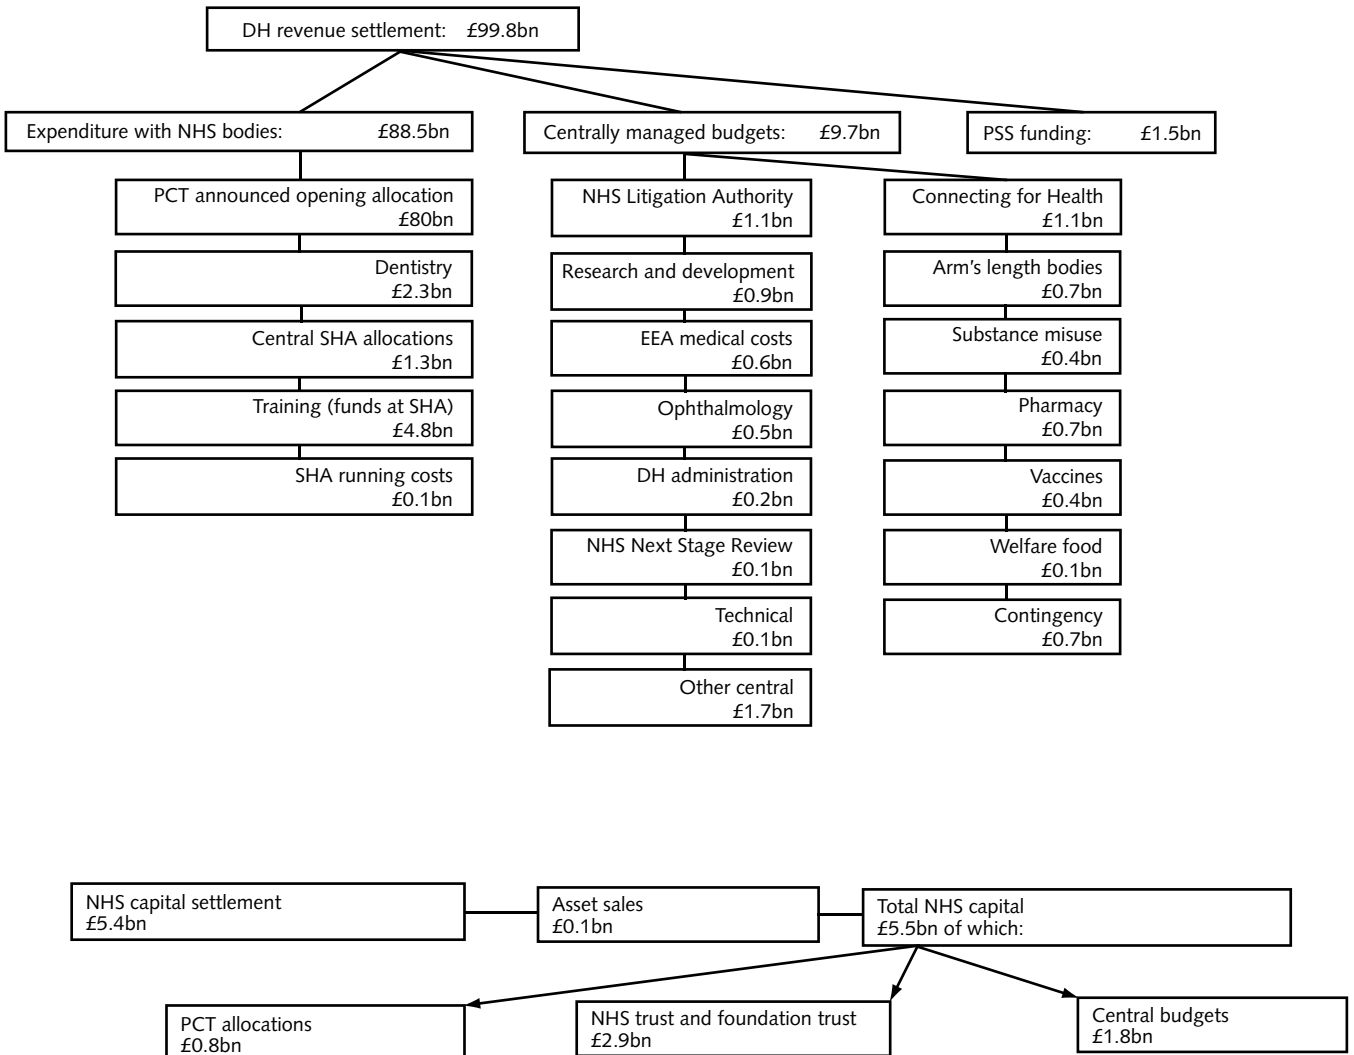 DH revenue settlement: £99.8bn
Expenditure with NHS bodies: £88.5bn
Centrally managed budgets: £9.7bn
PSS funding: £1.5bn
PCT announced opening allocation
£80bn
Dentistry
£2.3bn
Central SHA allocations
£1.3bn
Training (funds at SHA)
£4.8bn
SHA running costs
£0.1bn
NHS Litigation Authority
£1.1bn
Research and development
£0.9bn
EEA medical costs
£0.6bn
Ophthalmology
£0.5bn
DH administration
£0.2bn
NHS Next Stage Review
£0.1bn
Technical
£0.1bn
Other central
£1.7bn
Connecting for Health
£1.1bn
Arm’s length bodies
£0.7bn
Substance misuse
£0.4bn
Pharmacy
£0.7bn
Vaccines
£0.4bn
Welfare food
£0.1bn
Contingency
£0.7bn
NHS capital settlement
£5.4bn
Asset sales
£0.1bn
Total NHS capital
£5.5bn of which:
PCT allocations
£0.8bn
NHS trust and foundation trust
£2.9bn
Central budgets
£1.8bn